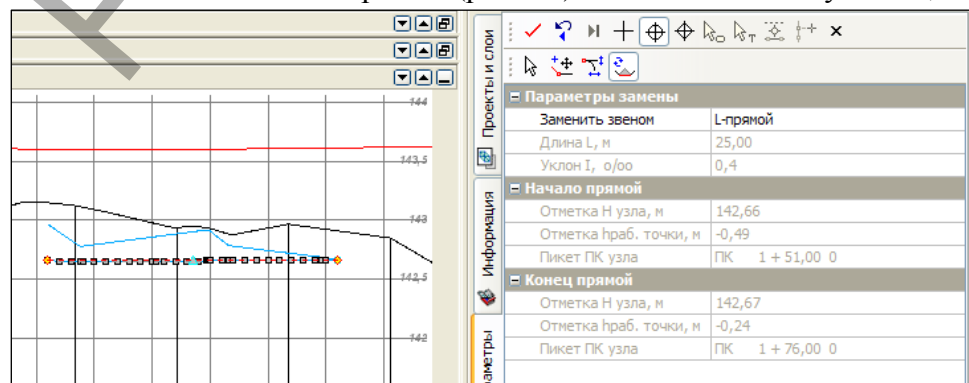 144
143,5
143
142,5
142
Проекты и слои
Информация
аметры
Параметры замены
Заменить звеном L-прямой
Длина L, м 25,00
Уклон I, o/oo 0,4
Начало прямой
Отметка H узла, м 142,66
Отметка hраб. точки, м -0,49
Пикет ПК узла ПК 1 + 51,00 0
Конец прямой
Отметка H узла, м 142,67
Отметка hраб. точки, м -0,24
Пикет ПК узла ПК 1 + 76,00 0